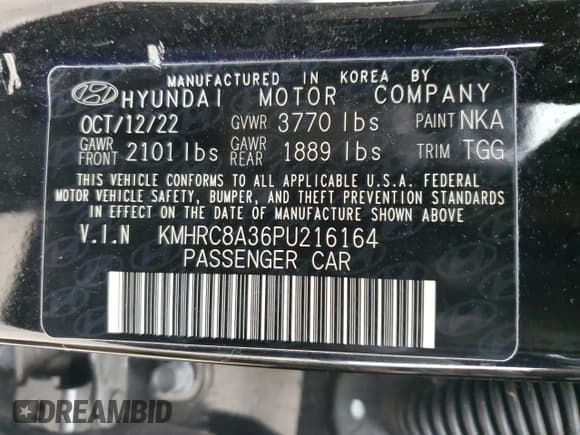 MANUFACTURED IN KOREA BY
HYUNDAI MOTOR COMPANY
OCT/12/22 GVWR 3770 lbs PAINT NKA
GAWR FRONT 2101 lbs GAWR REAR 1889 lbs TRIM TGG
THIS VEHICLE CONFORMS TO ALL APPLICABLE U.S.A. FEDERAL
MOTOR VEHICLE SAFETY, BUMPER, AND THEFT PREVENTION STANDARDS
IN EFFECT ON THE DATE OF MANUFACTURE SHOWN ABOVE
V.I.N KMHRC8A36PU216164
PASSENGER CAR
DREAMBID